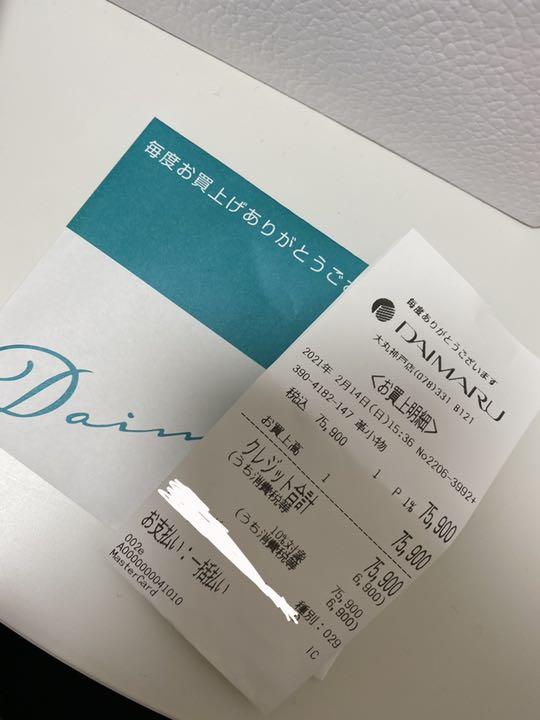 毎度お買上げありがとうござ
Daim
毎度ありがとうございます
DAIMARU
大丸神戸店(078)331 8121
<お買上明細>
2021年 2月14日(日)15:36 No2206-3992+
390-4182-147 革小物
税込 75,900 1 P 1% 75,900
お買上高 1 75,900
クレジット合計 75,900
(うち消費税等 6,900)
10%対象 75,900
(うち消費税等 6,900)
種別:029
お支払い:一括払い
002e IC
A0000000041010
MasterCard